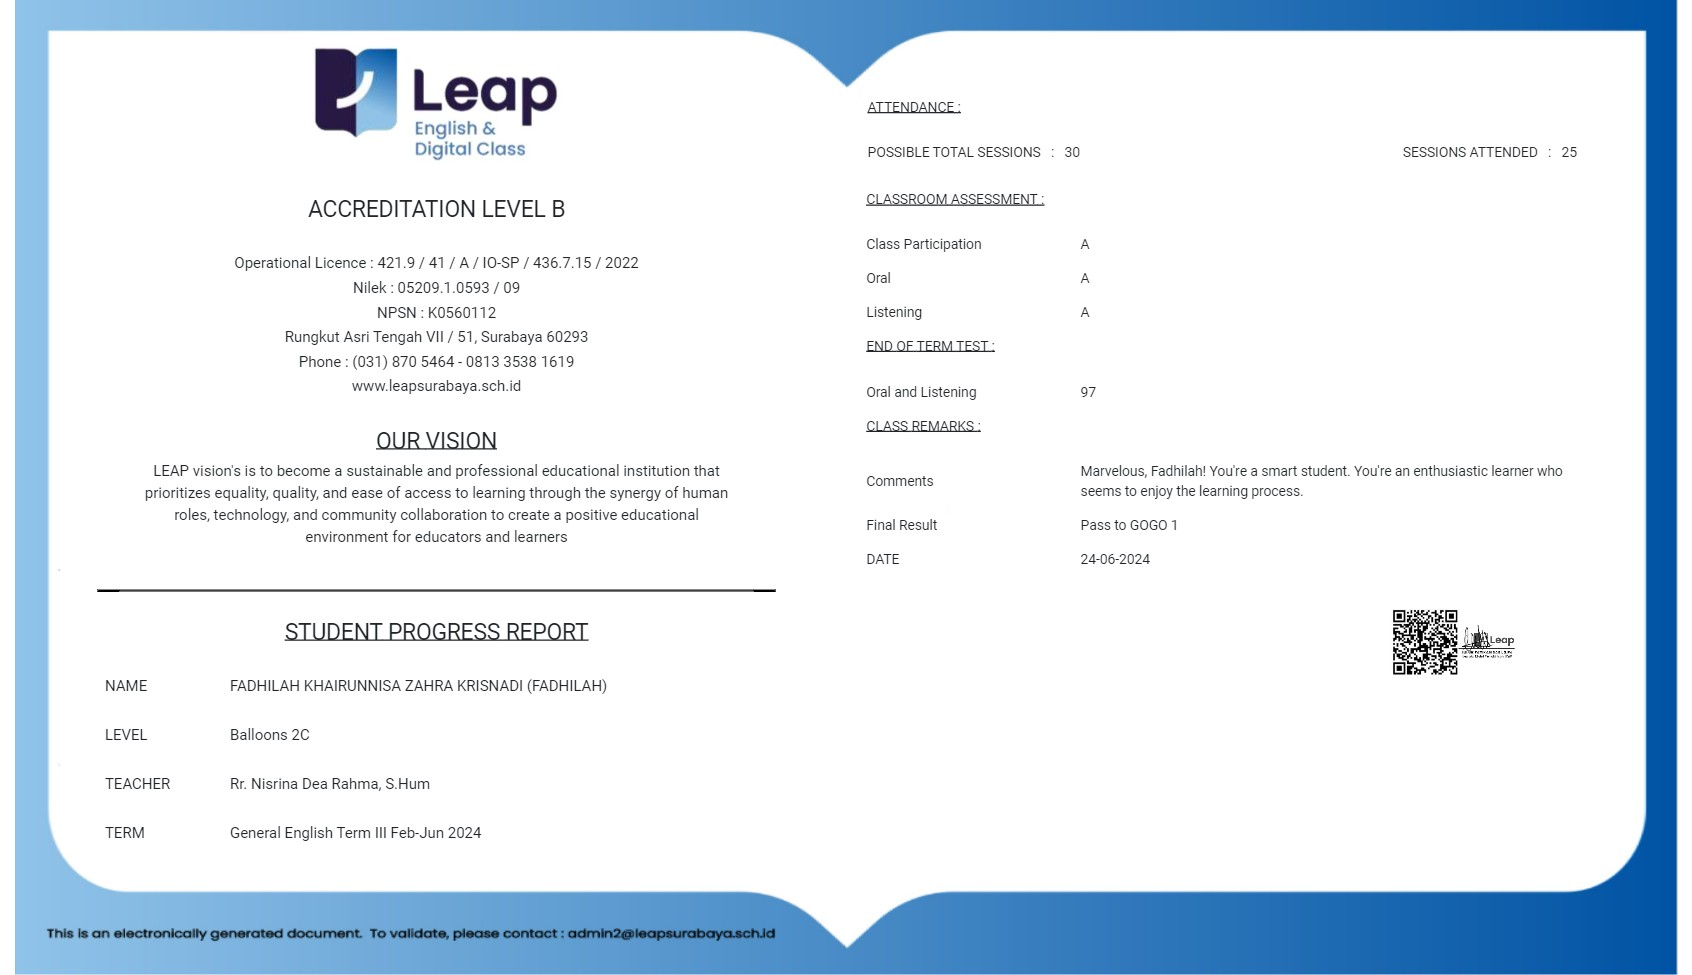 Leap
English &
Digital Class
ACCREDITATION LEVEL B
Operational Licence : 421.9 / 41 / A / IO-SP / 436.7.15 / 2022
Nilek : 05209.1.0593 / 09
NPSN : K0560112
Rungkut Asri Tengah VII / 51, Surabaya 60293
Phone : (031) 870 5464 - 0813 3538 1619
www.leapsurabaya.sch.id
OUR VISION
LEAP vision's is to become a sustainable and professional educational institution that
prioritizes equality, quality, and ease of access to learning through the synergy of human
roles, technology, and community collaboration to create a positive educational
environment for educators and learners
STUDENT PROGRESS REPORT
NAME FADHILAH KHAIRUNNISA ZAHRA KRISNADI (FADHILAH)
LEVEL Balloons 2C
TEACHER Rr. Nisrina Dea Rahma, S.Hum
TERM General English Term III Feb-Jun 2024
ATTENDANCE :
POSSIBLE TOTAL SESSIONS : 30 SESSIONS ATTENDED : 25
CLASSROOM ASSESSMENT :
Class Participation A
Oral A
Listening A
END OF TERM TEST :
Oral and Listening 97
CLASS REMARKS :
Comments Marvelous, Fadhilah! You're a smart student. You're an enthusiastic learner who
seems to enjoy the learning process.
Final Result Pass to GOGO 1
DATE 24-06-2024
Leap
This is an electronically generated document. To validate, please contact : admin2@leapsurabaya.sch.id